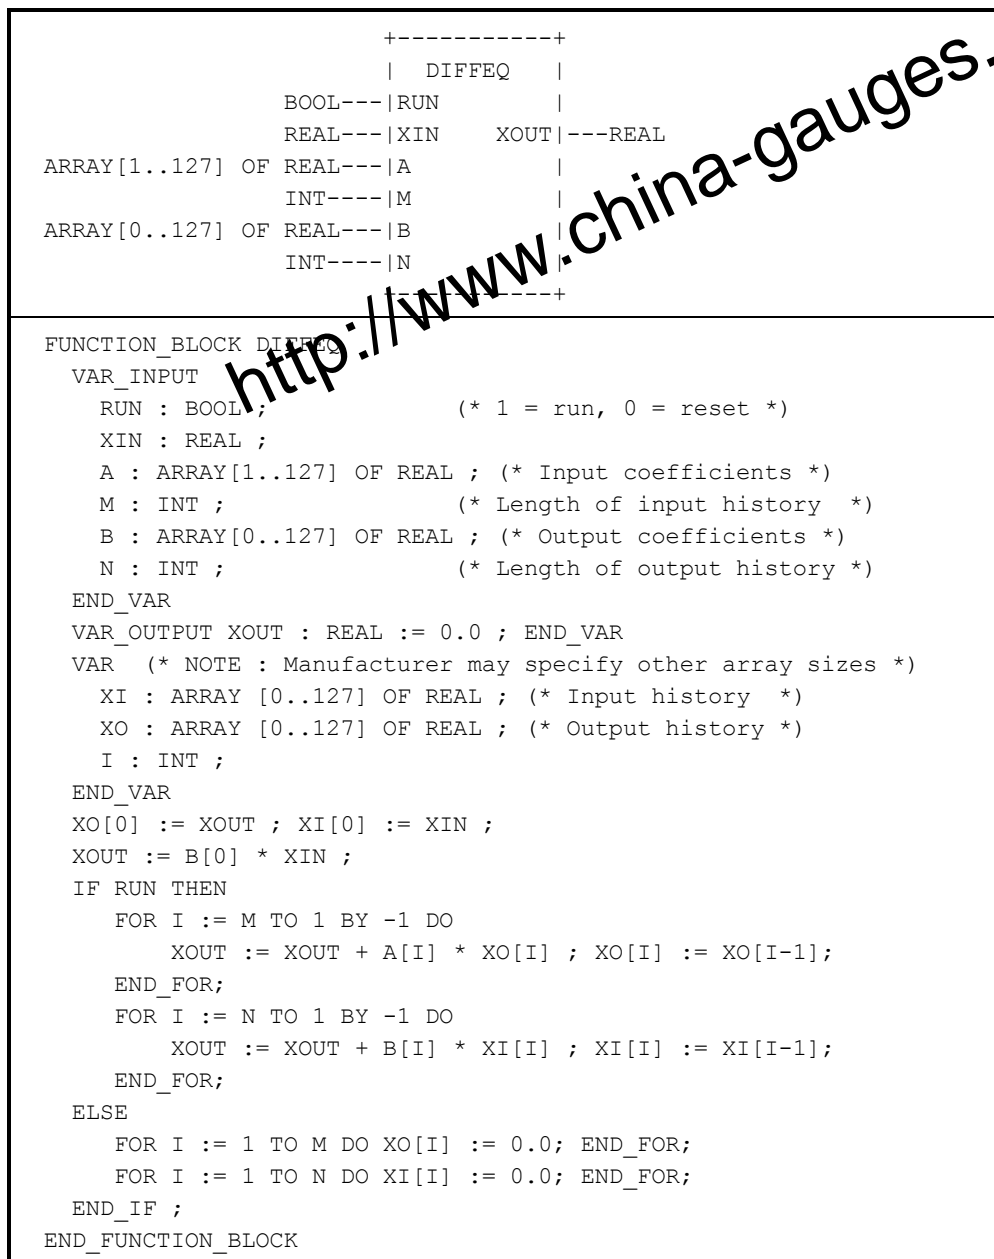 +-----------+
| DIFFEQ |
BOOL---|RUN |
REAL---|XIN XOUT|---REAL
ARRAY[1..127] OF REAL---|A |
INT----|M |
ARRAY[0..127] OF REAL---|B |
INT----|N |
+-----------+
http://www.china-gauges.
FUNCTION_BLOCK DIFFEQ
VAR_INPUT
RUN : BOOL ; (* 1 = run, 0 = reset *)
XIN : REAL ;
A : ARRAY[1..127] OF REAL ; (* Input coefficients *)
M : INT ; (* Length of input history *)
B : ARRAY[0..127] OF REAL ; (* Output coefficients *)
N : INT ; (* Length of output history *)
END_VAR
VAR_OUTPUT XOUT : REAL := 0.0 ; END_VAR
VAR (* NOTE : Manufacturer may specify other array sizes *)
XI : ARRAY [0..127] OF REAL ; (* Input history *)
XO : ARRAY [0..127] OF REAL ; (* Output history *)
I : INT ;
END_VAR
XO[0] := XOUT ; XI[0] := XIN ;
XOUT := B[0] * XIN ;
IF RUN THEN
FOR I := M TO 1 BY -1 DO
XOUT := XOUT + A[I] * XO[I] ; XO[I] := XO[I-1];
END_FOR;
FOR I := N TO 1 BY -1 DO
XOUT := XOUT + B[I] * XI[I] ; XI[I] := XI[I-1];
END_FOR;
ELSE
FOR I := 1 TO M DO XO[I] := 0.0; END_FOR;
FOR I := 1 TO N DO XI[I] := 0.0; END_FOR;
END_IF ;
END_FUNCTION_BLOCK